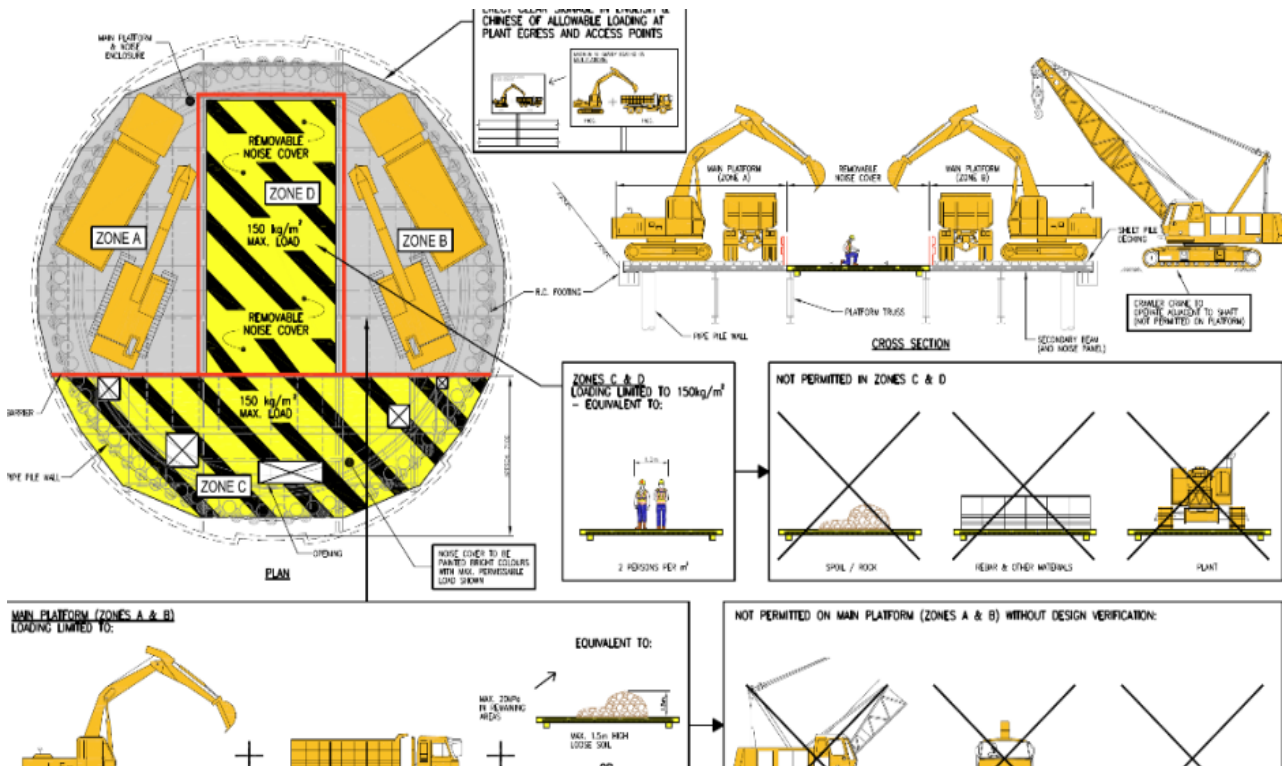 ERECT CLEAR SIGNAGE IN ENGLISH &
CHINESE OF ALLOWABLE LOADING AT
PLANT EGRESS AND ACCESS POINTS
MAIN PLATFORM
& NOISE
ENCLOSURE
REMOVABLE
NOISE COVER
ZONE D
150 kg/m²
MAX. LOAD
ZONE A
ZONE B
REMOVABLE
NOISE COVER
150 kg/m²
MAX. LOAD
ZONE C
BARRIER
PIPE PILE WALL
OPENING
PLAN
R.C. FOOTING
NOISE COVER TO BE
PAINTED BRIGHT COLOURS
WITH MAX. PERMISSABLE
LOAD SHOWN
MAIN PLATFORM
(ZONE A)
REMOVABLE
NOISE COVER
MAIN PLATFORM
(ZONE B)
SHEET PILE
DECKING
PLATFORM TRUSS
PIPE PILE WALL
CROSS SECTION
SECONDARY BEAM
(AND NOISE PANEL)
CRAWLER CRANE TO
OPERATE ADJACENT TO SHAFT
(NOT PERMITTED ON PLATFORM)
ZONES C & D
LOADING LIMITED TO 150kg/m²
- EQUIVALENT TO:
2 PERSONS PER m²
NOT PERMITTED IN ZONES C & D
SPOIL / ROCK
REBAR & OTHER MATERIALS
PLANT
MAIN PLATFORM (ZONES A & B)
LOADING LIMITED TO:
EQUIVALENT TO:
MAX. 20kPa
IN REMAINING
AREAS
MAX. 1.5m HIGH
LOOSE SOIL
OR
NOT PERMITTED ON MAIN PLATFORM (ZONES A & B) WITHOUT DESIGN VERIFICATION: